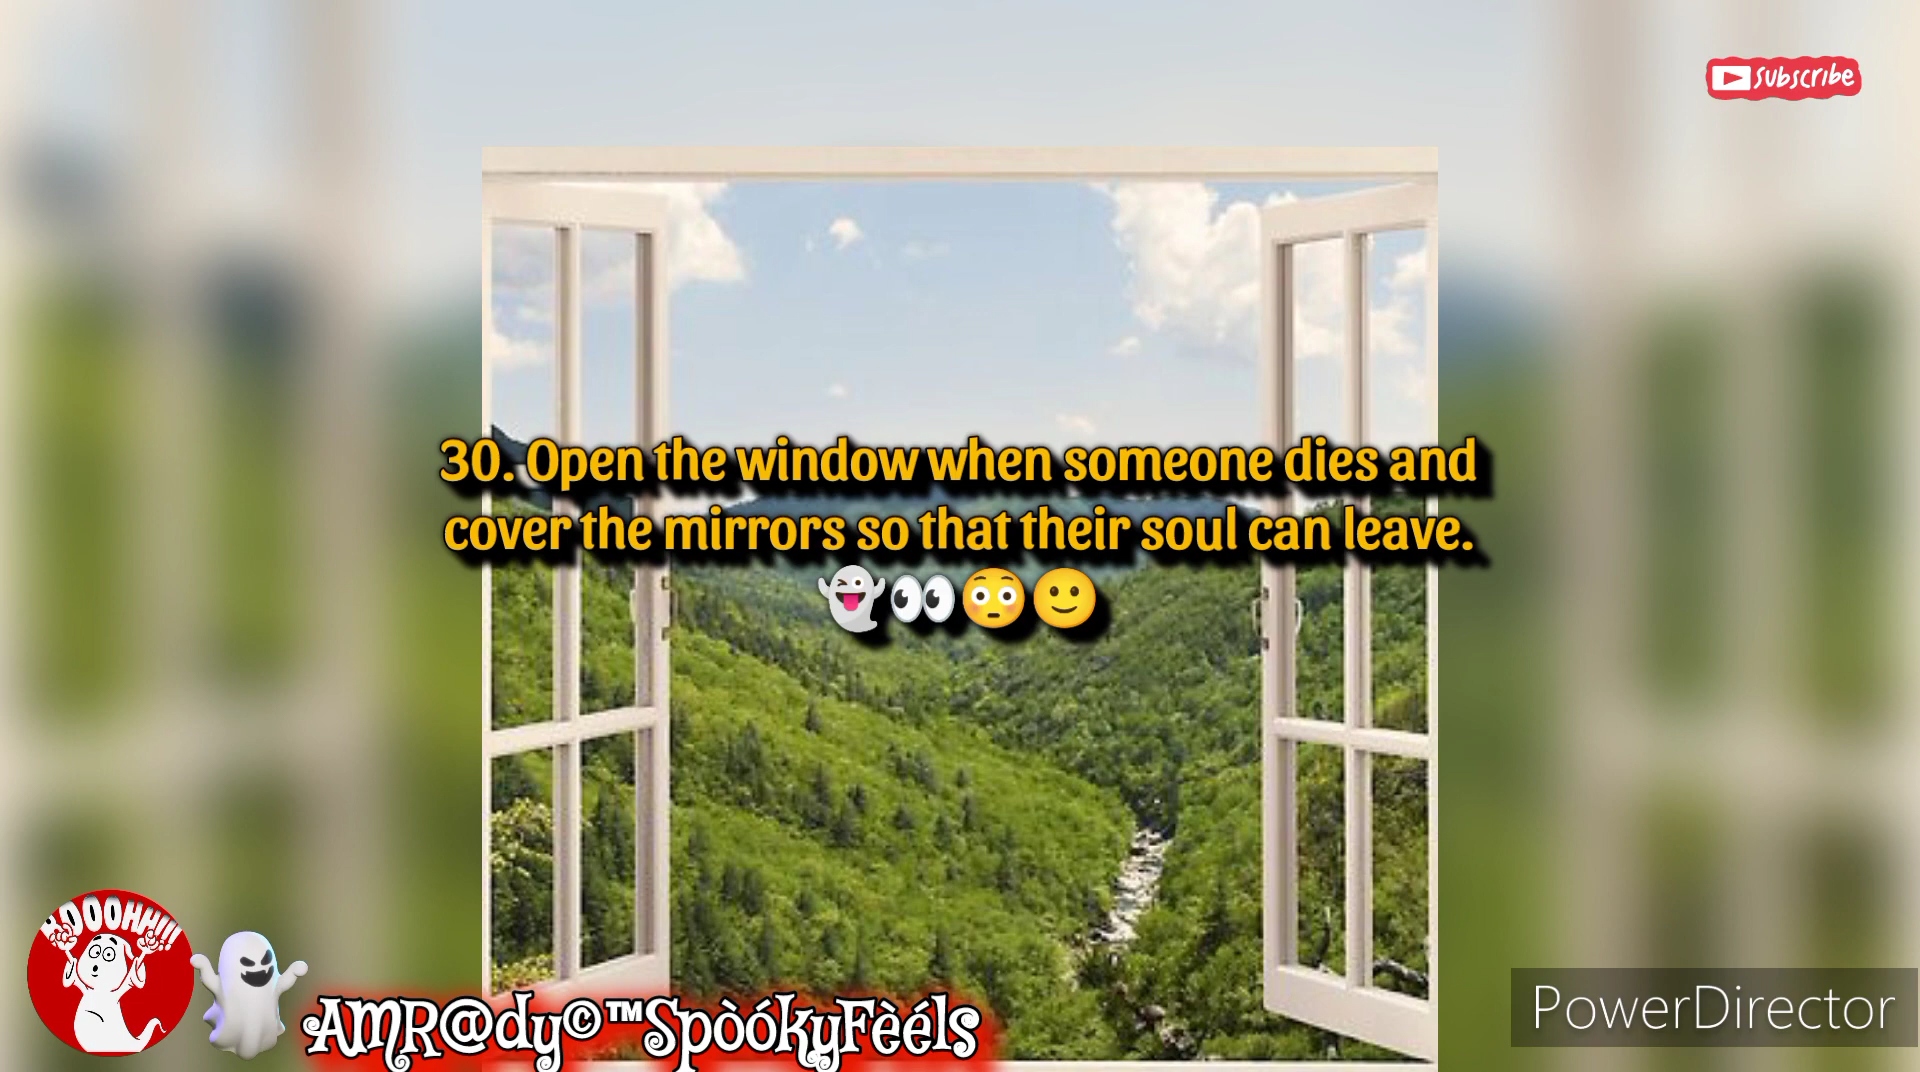 Subscribe
30. Open the window when someone dies and
cover the mirrors so that their soul can leave.
👻👀😳🙂
BOOOHH!!!
AMR@dy©™SpòókyFèéls
PowerDirector